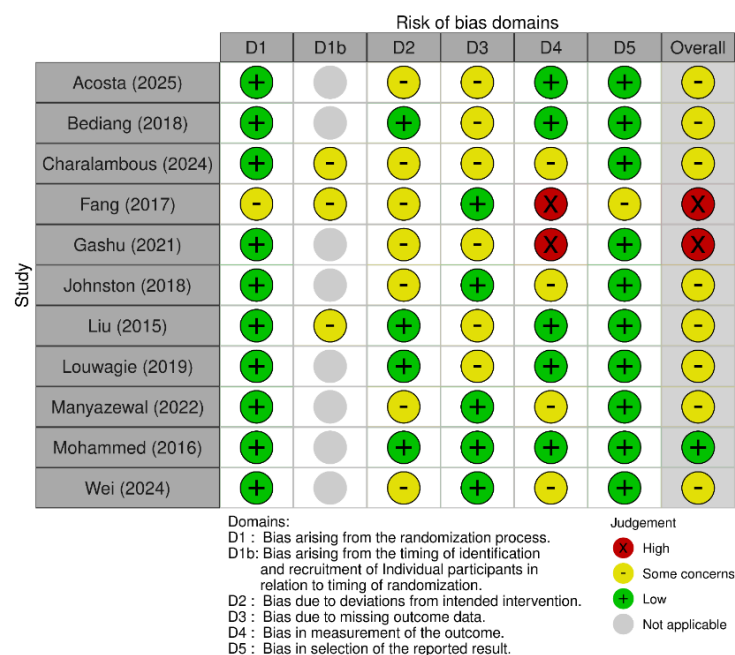 Risk of bias domains
D1 D1b D2 D3 D4 D5 Overall
Acosta (2025) + - - + + -
Bediang (2018) + + - + + -
Charalambous (2024) + - - - - + -
Fang (2017) - - - + X - X
Gashu (2021) + - - X + X
Study
Johnston (2018) + - + - + -
Liu (2015) + - + - + + -
Louwagie (2019) + + - + + -
Manyazewal (2022) + - + - + -
Mohammed (2016) + + + + + +
Wei (2024) + - + - + -
Domains:
D1 : Bias arising from the randomization process.
D1b: Bias arising from the timing of identification
and recruitment of Individual participants in
relation to timing of randomization.
D2 : Bias due to deviations from intended intervention.
D3 : Bias due to missing outcome data.
D4 : Bias in measurement of the outcome.
D5 : Bias in selection of the reported result.
Judgement
X High
- Some concerns
+ Low
Not applicable